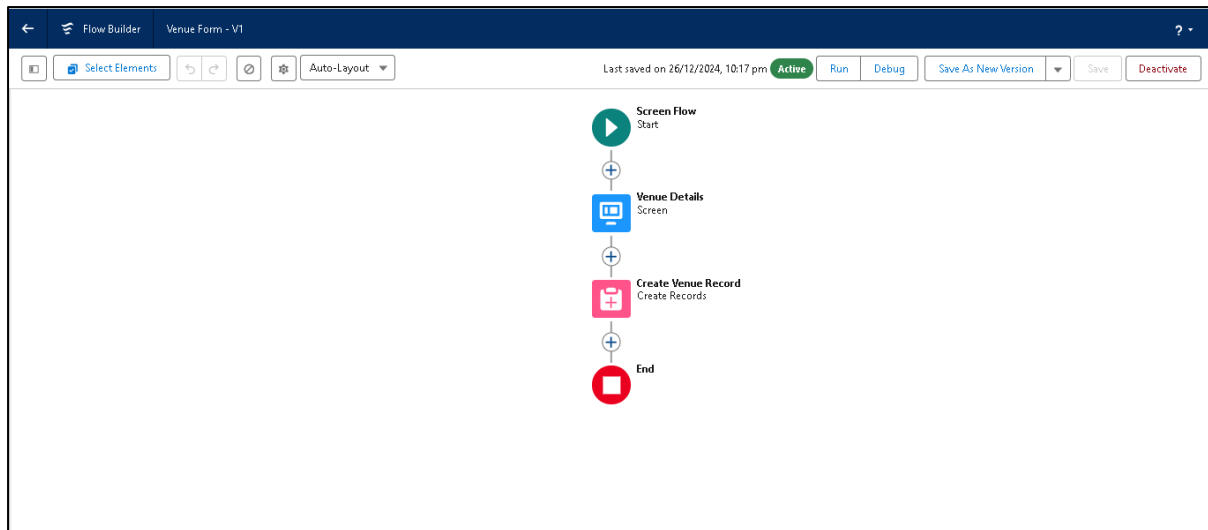 Flow Builder
Venue Form - V1
?
Select Elements
Auto-Layout
Last saved on 26/12/2024, 10:17 pm
Active
Run
Debug
Save As New Version
Save
Deactivate
Screen Flow
Start
Venue Details
Screen
Create Venue Record
Create Records
End